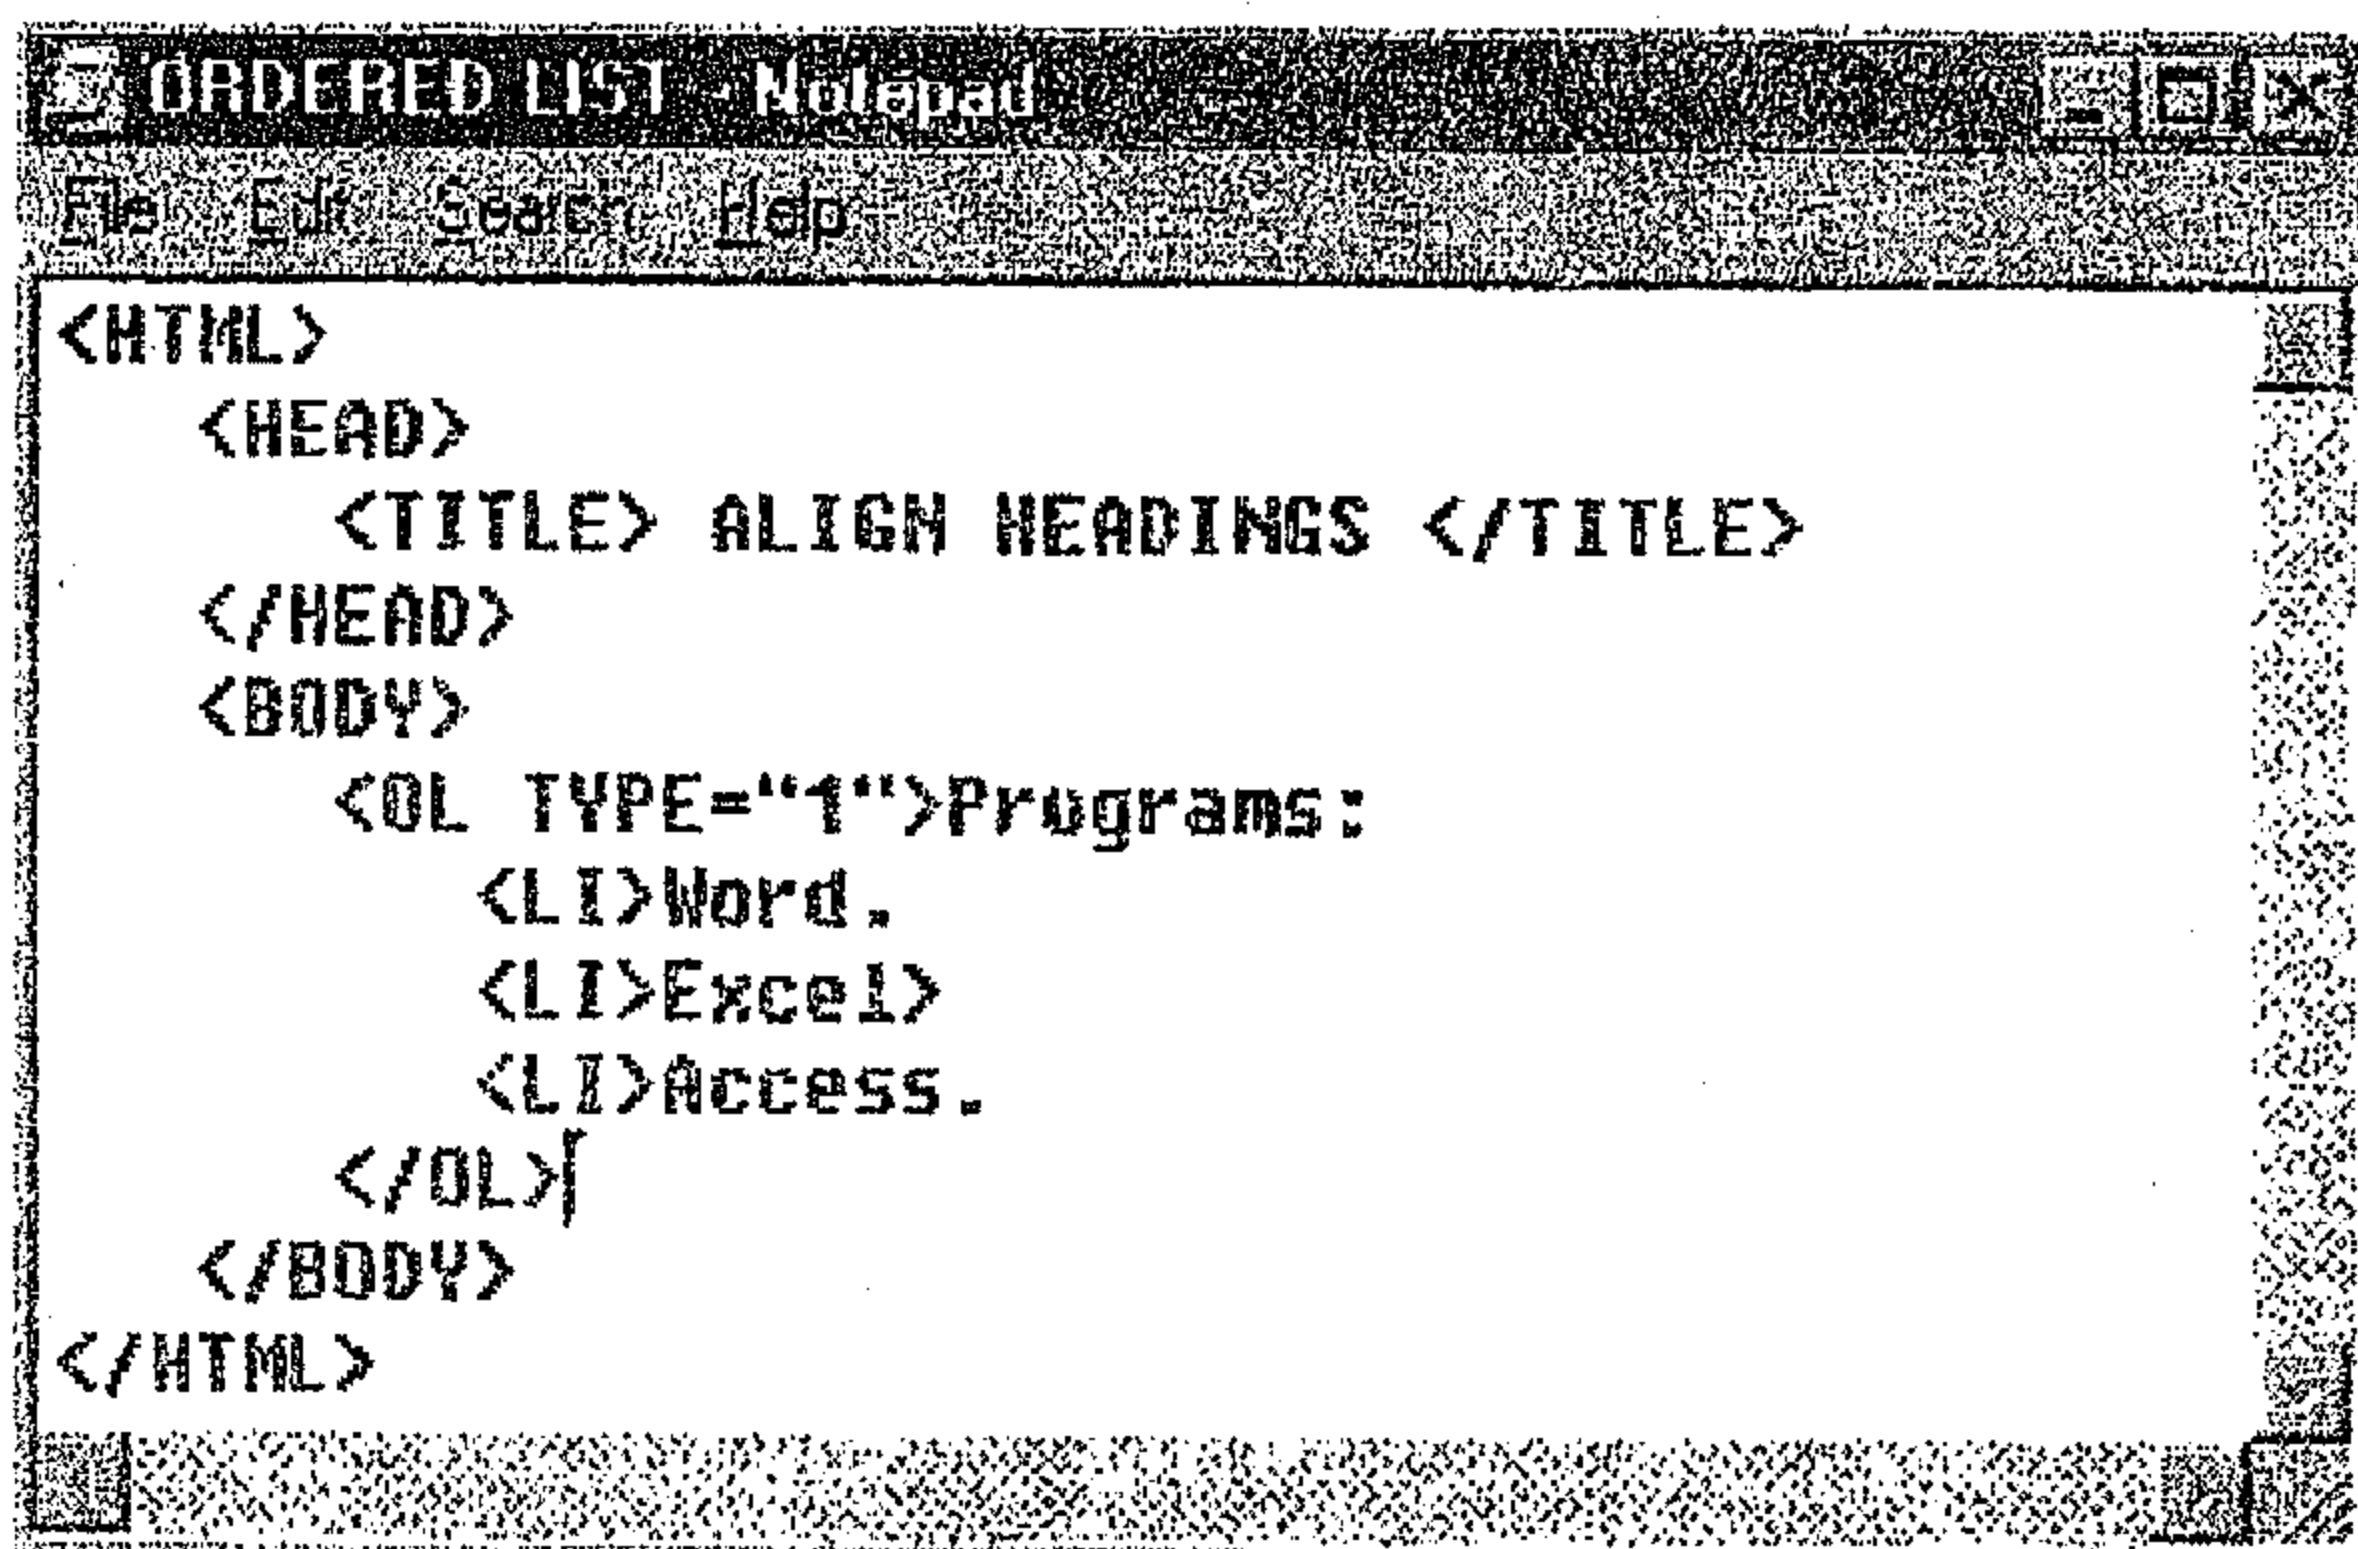 ORDERED LIST - Notepad
File Edit Search Help
<HTML>
<HEAD>
<TITLE> ALIGN HEADINGS </TITLE>
</HEAD>
<BODY>
<OL TYPE="1">Programs:
<LI>Word.
<LI>Excel>
<LI>Access.
</OL>
</BODY>
</HTML>